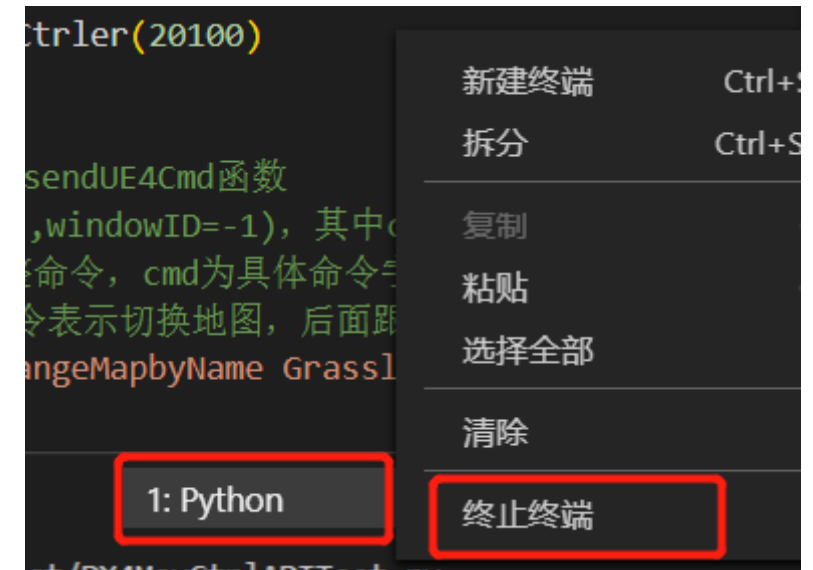 Ctrler(20100)
sendUE4Cmd函数
,windowID=-1)，其中
命令，cmd为具体命令
令表示切换地图，后面跟
angeMapbyName Grassl
新建终端 Ctrl+S
拆分 Ctrl+S
复制
粘贴
选择全部
清除
终止终端
1: Python